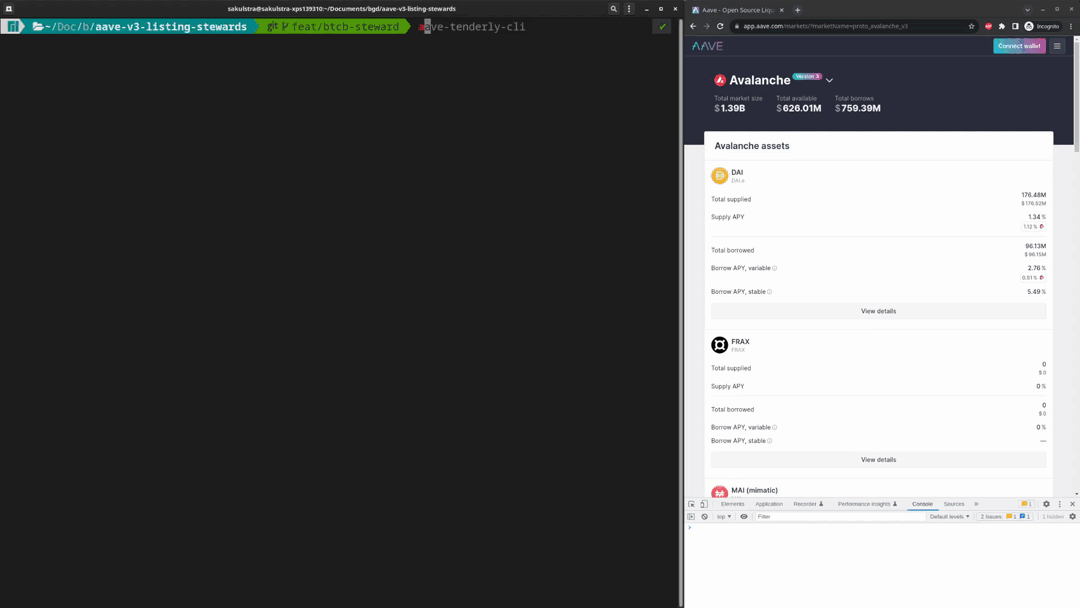 sakulstra@sakulstra-xps139310:~/Documents/bgd/aave-v3-listing-stewards
~/Doc/b/aave-v3-listing-stewards git feat/btcb-steward aave-tenderly-cli
Aave - Open Source Liqu
app.aave.com/markets/?marketName=proto_avalanche_v3
Incognito
AAVE
Connect wallet
Avalanche Version 3
Total market size Total available Total borrows
$1.39B $626.01M $759.39M
Avalanche assets
DAI
DAI.e
Total supplied 176.48M
$176.52M
Supply APY 1.34 %
1.12 %
Total borrowed 96.13M
$96.15M
Borrow APY, variable 2.76 %
0.51 %
Borrow APY, stable 5.49 %
View details
FRAX
FRAX
Total supplied 0
$0
Supply APY 0 %
Total borrowed 0
$0
Borrow APY, variable 0 %
Borrow APY, stable —
View details
MAI (mimatic)
Elements Application Recorder Performance insights Console Sources » 1
top Filter Default levels 2 Issues: 1 1 1 hidden